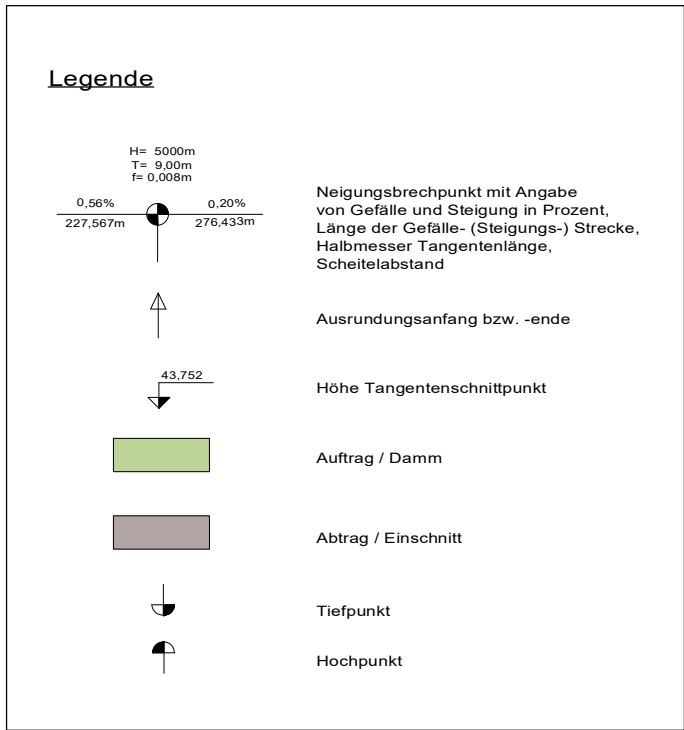 Legende
H= 5000m
T= 9,00m
f= 0,008m
0,56% 0,20%
227,567m 276,433m
Neigungsbrechpunkt mit Angabe
von Gefälle und Steigung in Prozent,
Länge der Gefälle- (Steigungs-) Strecke,
Halbmesser Tangentenlänge,
Scheitelabstand
Ausrundungsanfang bzw. -ende
43,752
Höhe Tangentenschnittpunkt
Auftrag / Damm
Abtrag / Einschnitt
Tiefpunkt
Hochpunkt